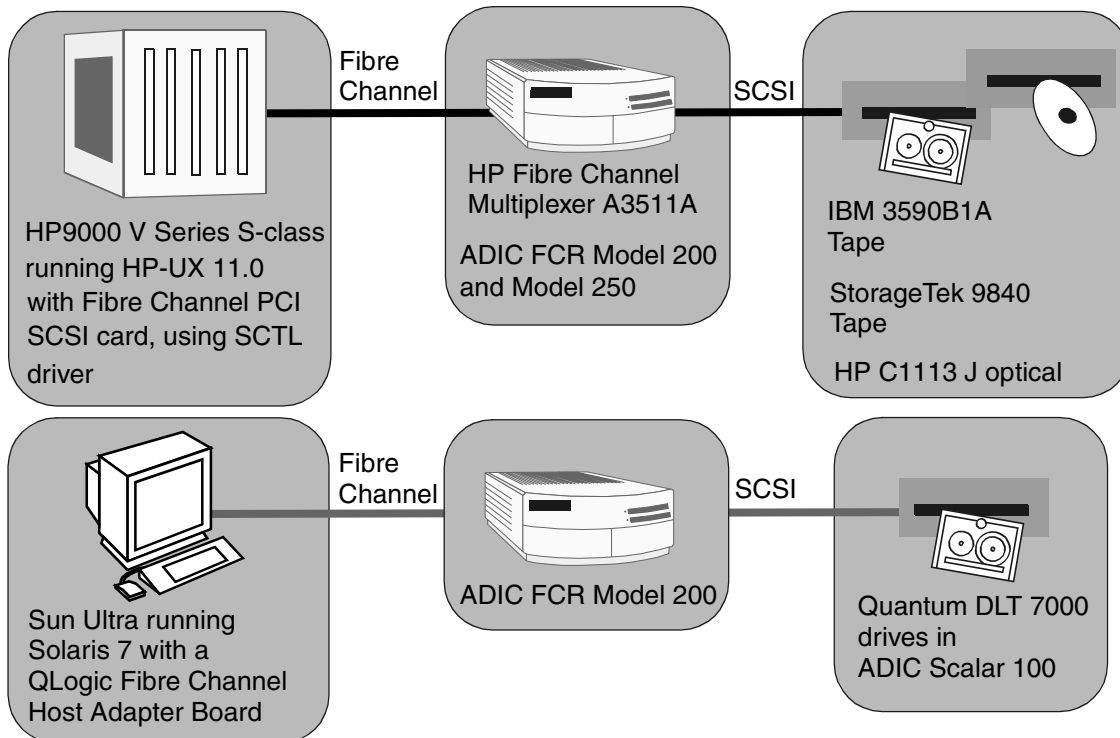 HP9000 V Series S-class
running HP-UX 11.0
with Fibre Channel PCI
SCSI card, using SCTL
driver
Fibre
Channel
HP Fibre Channel
Multiplexer A3511A
ADIC FCR Model 200
and Model 250
SCSI
IBM 3590B1A
Tape
StorageTek 9840
Tape
HP C1113 J optical
Sun Ultra running
Solaris 7 with a
QLogic Fibre Channel
Host Adapter Board
Fibre
Channel
ADIC FCR Model 200
SCSI
Quantum DLT 7000
drives in
ADIC Scalar 100